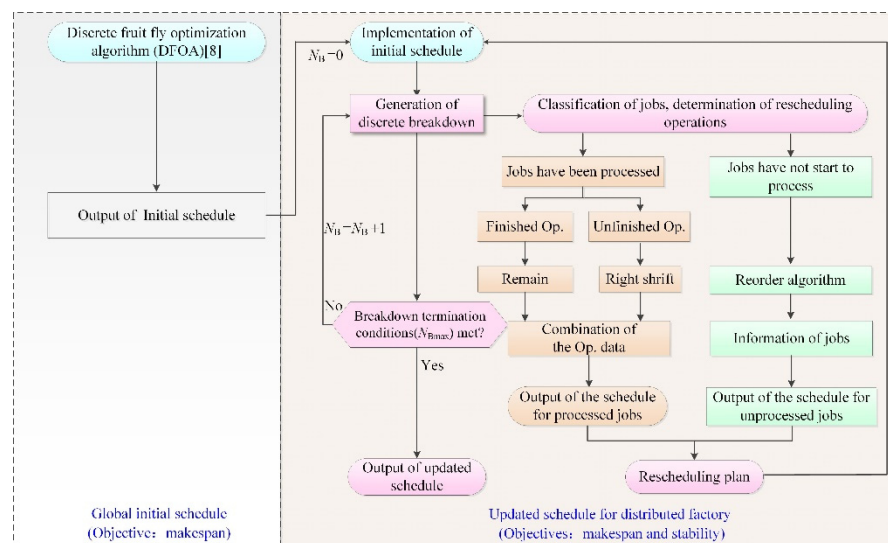 Discrete fruit fly optimization
algorithm (DFOA)[8]
Output of Initial schedule
Global initial schedule
(Objective：makespan)
N_B=0
Implementation of
initial schedule
Generation of
discrete breakdown
N_B=N_B+1
No
Breakdown termination
conditions(N_Bmax) met?
Yes
Output of updated
schedule
Classification of jobs, determination of rescheduling
operations
Jobs have been processed
Finished Op.
Unfinished Op.
Remain
Right shrift
Combination of
the Op. data
Output of the schedule
for processed jobs
Jobs have not start to
process
Reorder algorithm
Information of jobs
Output of the schedule for
unprocessed jobs
Rescheduling plan
Updated schedule for distributed factory
(Objectives：makespan and stability)